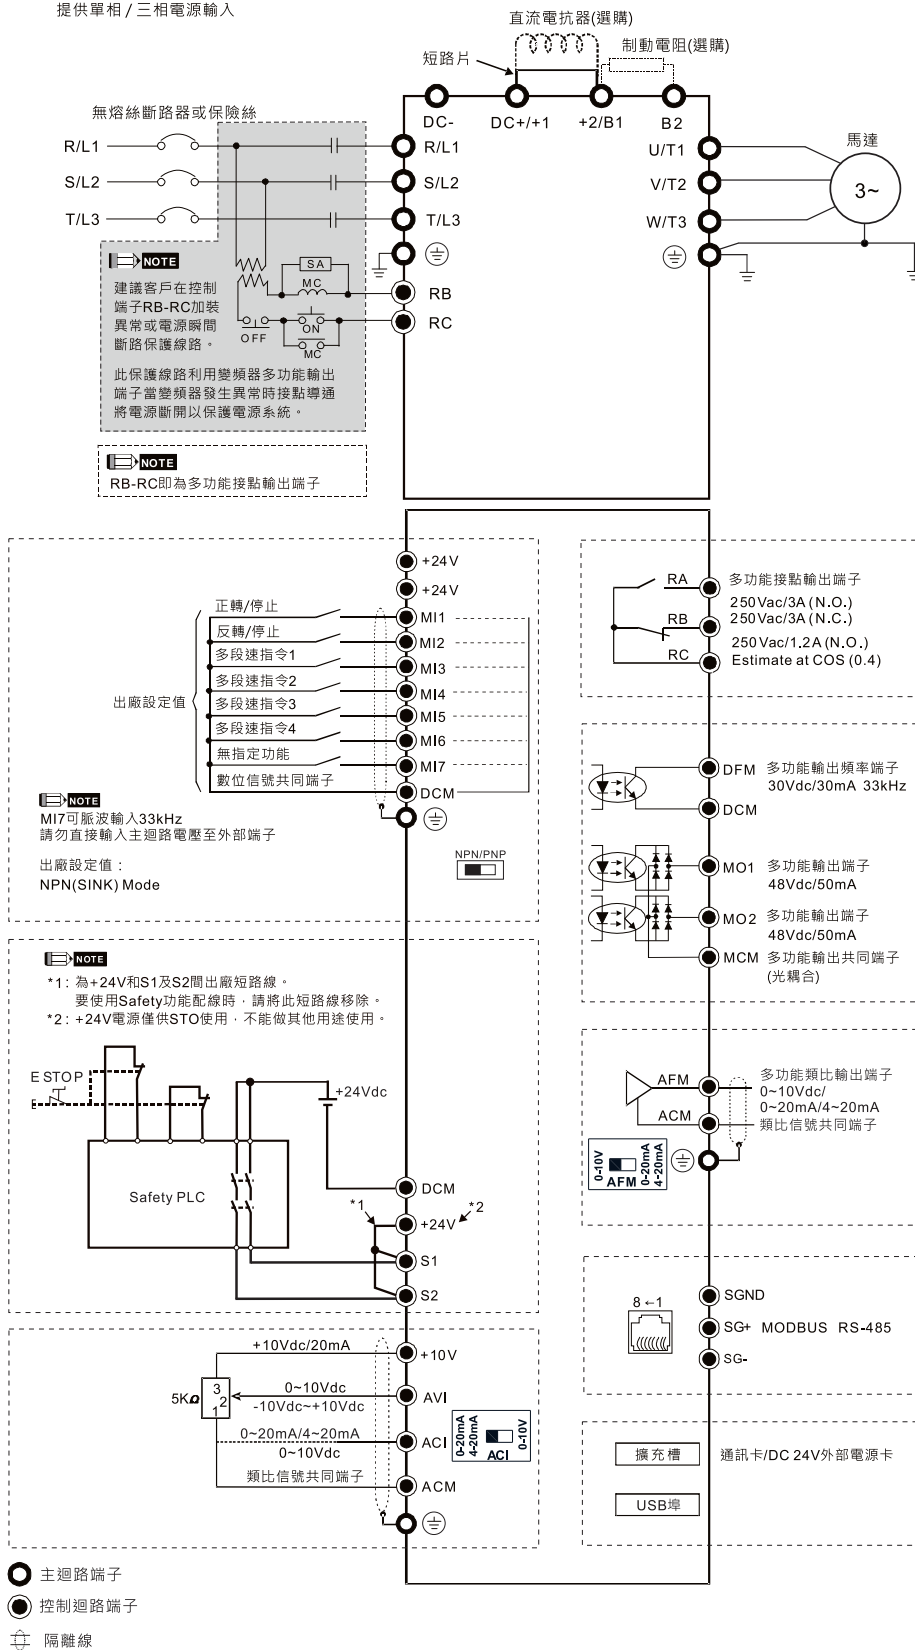 提供單相 / 三相電源輸入
直流電抗器(選購)
制動電阻(選購)
短路片
無熔絲斷路器或保險絲
DC-
DC+/+1
+2/B1
B2
R/L1
R/L1
U/T1
馬達
S/L2
S/L2
V/T2
3~
T/L3
T/L3
W/T3
NOTE
建議客戶在控制
端子RB-RC加裝
異常或電源瞬間
斷路保護線路。
SA
MC
RB
OFF
ON
MC
RC
此保護線路利用變頻器多功能輸出
端子當變頻器發生異常時接點導通
將電源斷開以保護電源系統。
NOTE
RB-RC即為多功能接點輸出端子
+24V
+24V
正轉/停止
MI1
反轉/停止
MI2
多段速指令1
MI3
多段速指令2
MI4
出廠設定值
多段速指令3
MI5
多段速指令4
MI6
無指定功能
MI7
數位信號共同端子
DCM
NOTE
MI7可脈波輸入33kHz
請勿直接輸入主迴路電壓至外部端子
出廠設定值：
NPN(SINK) Mode
NPN/PNP
RA
多功能接點輸出端子
250Vac/3A (N.O.)
250Vac/3A (N.C.)
RB
250Vac/1.2A (N.O.)
Estimate at COS (0.4)
RC
DFM
多功能輸出頻率端子
30Vdc/30mA 33kHz
DCM
MO1
多功能輸出端子
48Vdc/50mA
MO2
多功能輸出端子
48Vdc/50mA
MCM
多功能輸出共同端子
(光耦合)
NOTE
*1: 為+24V和S1及S2間出廠短路線。
要使用Safety功能配線時，請將此短路線移除。
*2: +24V電源僅供STO使用，不能做其他用途使用。
E STOP
+24Vdc
Safety PLC
DCM
*1
+24V
*2
S1
S2
AFM
多功能類比輸出端子
0~10Vdc/
0~20mA/4~20mA
ACM
類比信號共同端子
0-10V
AFM
0-20mA
4-20mA
8←1
SGND
SG+ MODBUS RS-485
SG-
+10Vdc/20mA
+10V
5KΩ
3
2
1
0~10Vdc
-10Vdc~+10Vdc
AVI
0~20mA/4~20mA
0~10Vdc
ACI
類比信號共同端子
ACM
0-20mA
4-20mA
ACI
0-10V
擴充槽
通訊卡/DC 24V外部電源卡
USB埠
主迴路端子
控制迴路端子
隔離線